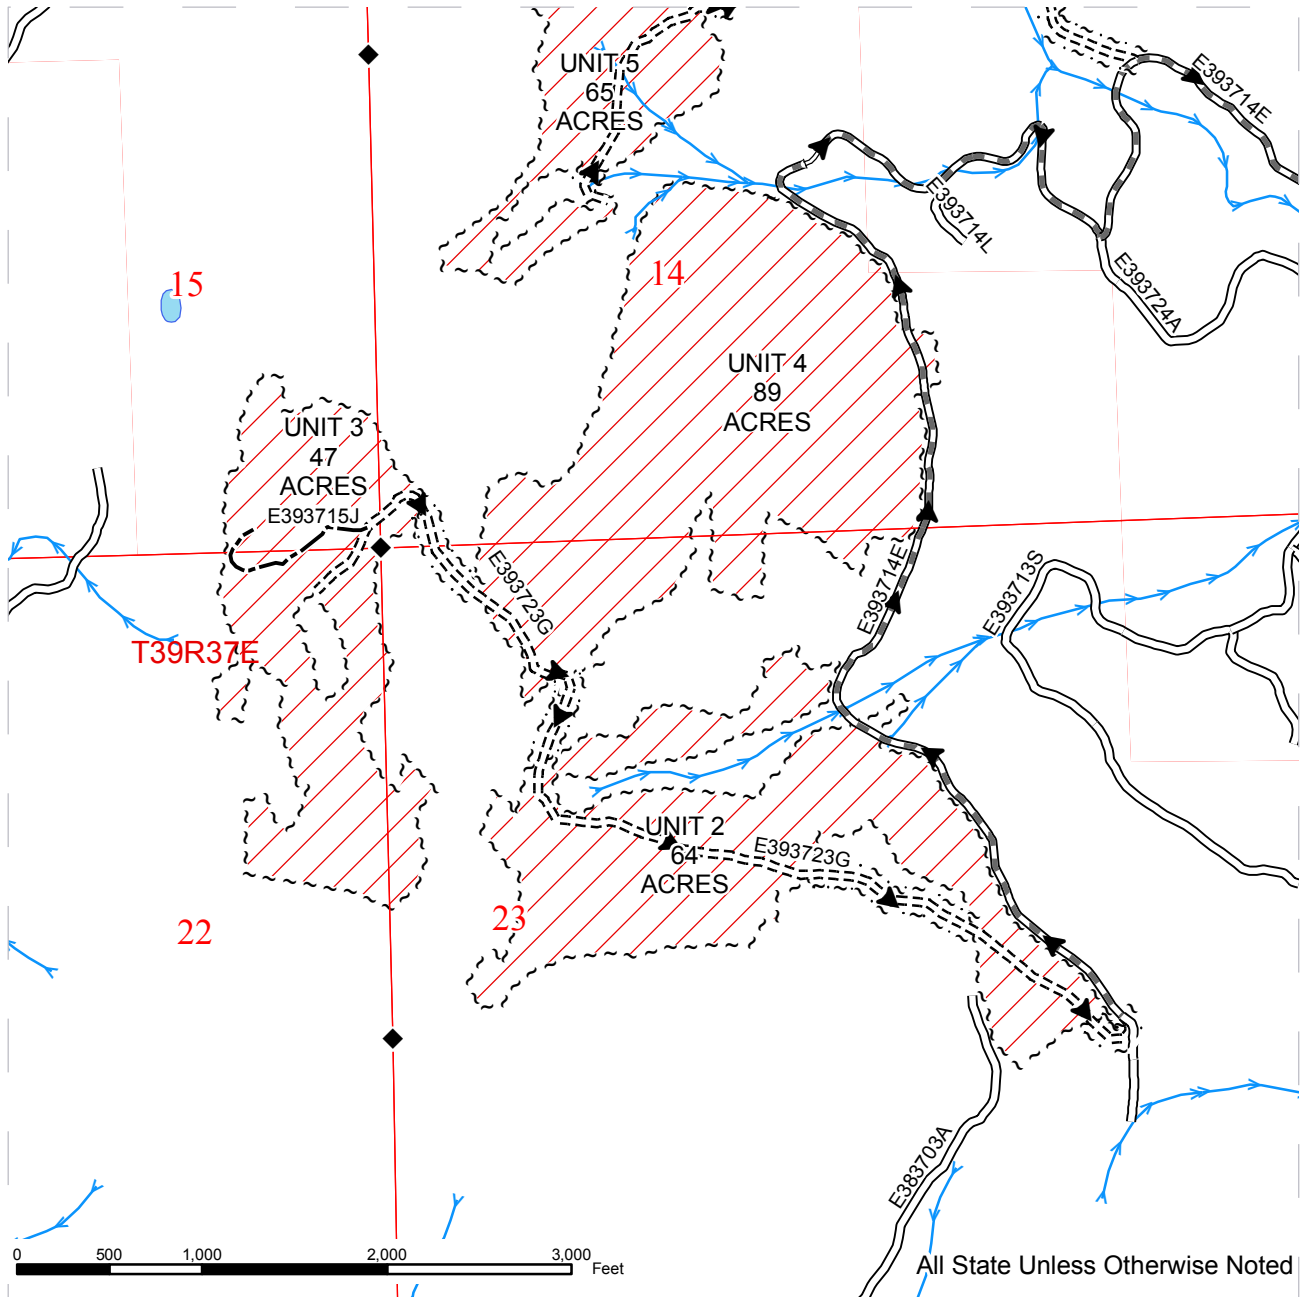 UNIT 5
65
ACRES
E393714E
E393714L
E393724A
15
14
UNIT 4
89
ACRES
UNIT 3
47
ACRES
E393715J
E393723G
E393714E
E393713S
T39R37E
UNIT 2
64
ACRES
E393723G
22
23
E383703A
0 500 1,000 2,000 3,000
Feet
All State Unless Otherwise Noted